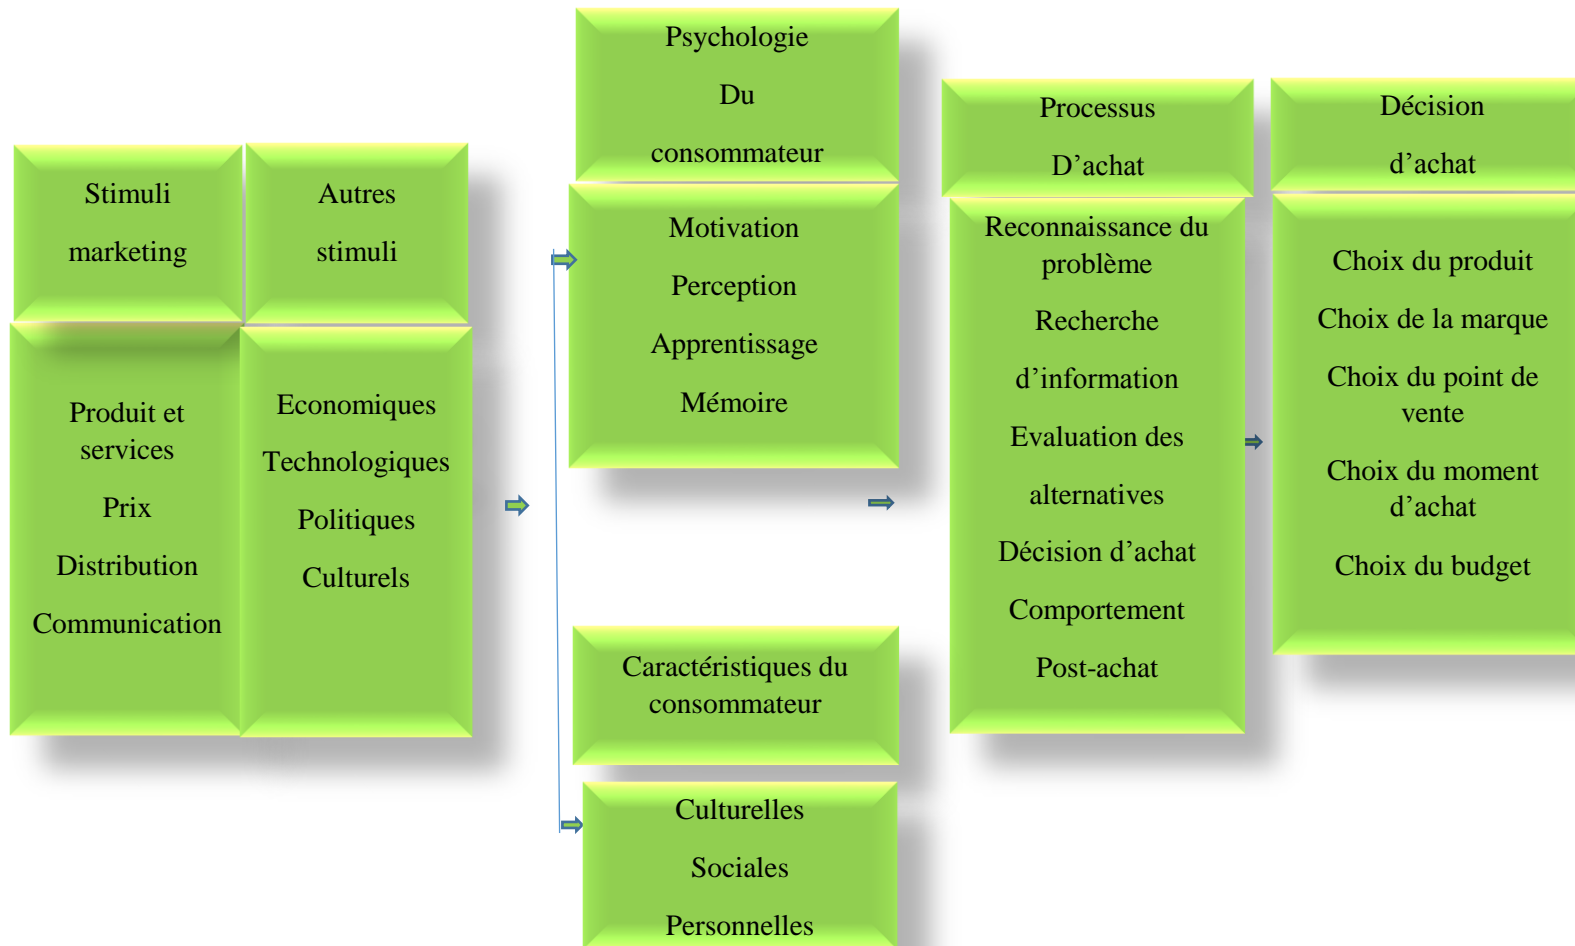 Stimuli
marketing
Autres
stimuli
Produit et
services
Prix
Distribution
Communication
Economiques
Technologiques
Politiques
Culturels
Psychologie
Du
consommateur
Motivation
Perception
Apprentissage
Mémoire
Caractéristiques du
consommateur
Culturelles
Sociales
Personnelles
Processus
D’achat
Reconnaissance du
problème
Recherche
d’information
Evaluation des
alternatives
Décision d’achat
Comportement
Post-achat
Décision
d’achat
Choix du produit
Choix de la marque
Choix du point de
vente
Choix du moment
d’achat
Choix du budget